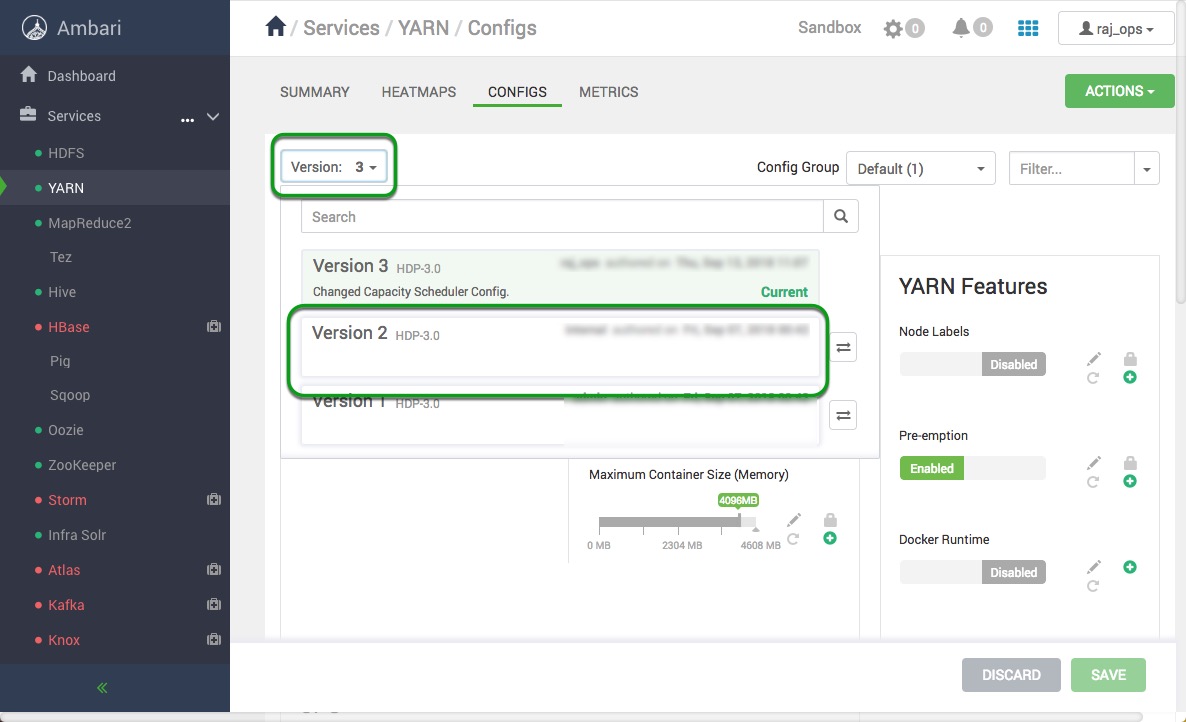 Ambari
Services / YARN / Configs
Sandbox
0
0
raj_ops
Dashboard
Services
...
HDFS
YARN
MapReduce2
Tez
Hive
HBase
Pig
Sqoop
Oozie
ZooKeeper
Storm
Infra Solr
Atlas
Kafka
Knox
SUMMARY
HEATMAPS
CONFIGS
METRICS
ACTIONS
Version: 3
Config Group
Default (1)
Filter...
Search
Version 3 HDP-3.0
Changed Capacity Scheduler Config.
Current
Version 2 HDP-3.0
Version 1 HDP-3.0
Maximum Container Size (Memory)
4096MB
0 MB
2304 MB
4608 MB
YARN Features
Node Labels
Disabled
Pre-emption
Enabled
Docker Runtime
Disabled
DISCARD
SAVE